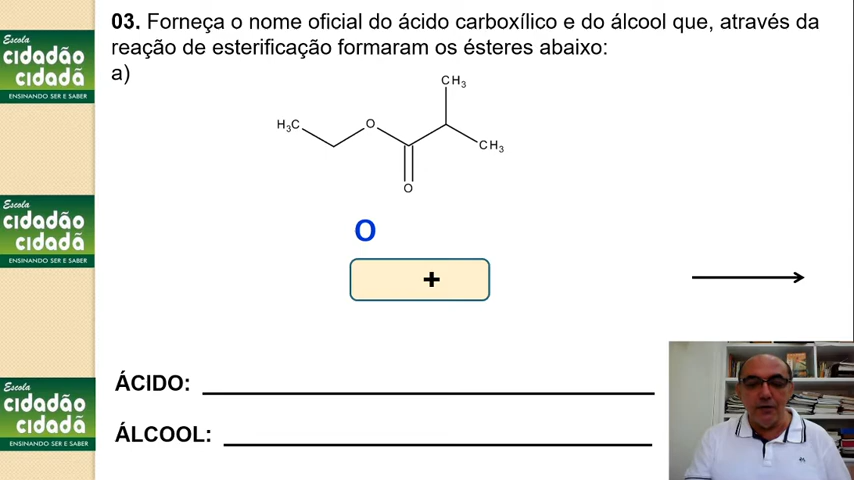 03. Forneça o nome oficial do ácido carboxílico e do álcool que, através da
reação de esterificação formaram os ésteres abaixo:
a)
CH3
H3C
O
CH3
O
O
+
ÁCIDO:
ÁLCOOL:
Escola
cidadão
cidadã
ENSINANDO SER E SABER
Escola
cidadão
cidadã
ENSINANDO SER E SABER
Escola
cidadão
cidadã
ENSINANDO SER E SABER